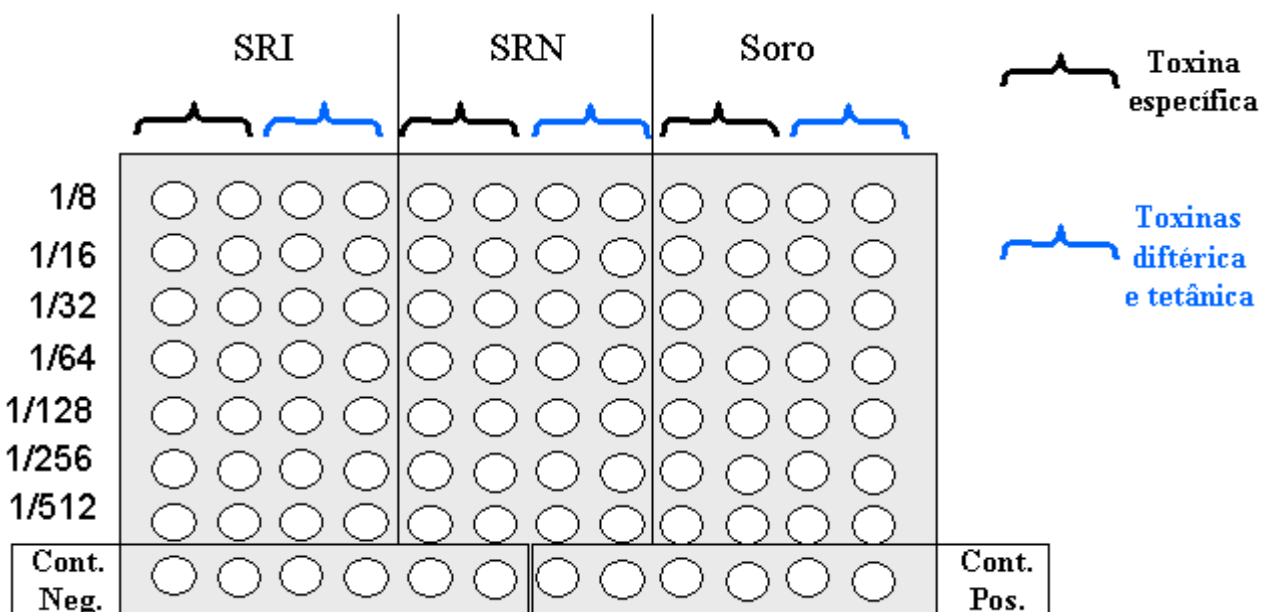 SRI
SRN
Soro
Toxina
específica
1/8
1/16
1/32
1/64
1/128
1/256
1/512
Toxinas
diftérica
e tetânica
Cont.
Neg.
Cont.
Pos.